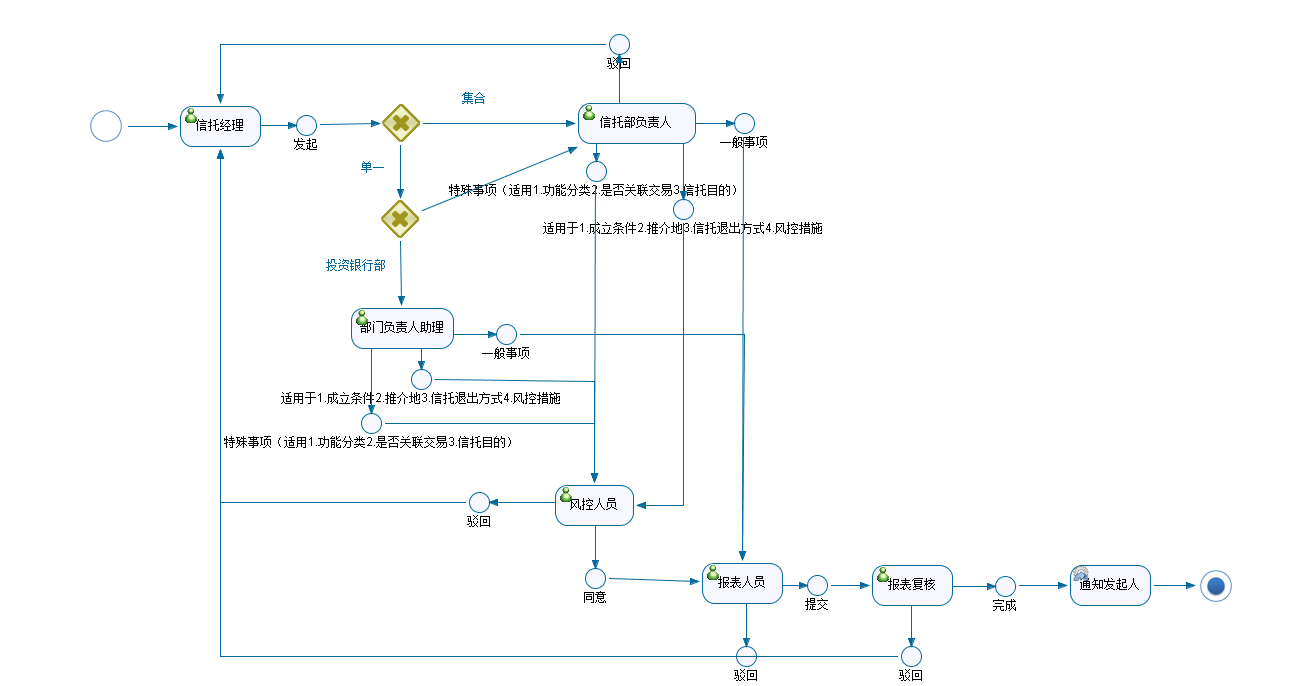 驳回
集合
信托经理
发起
信托部负责人
一般事项
单一
特殊事项（适用1.功能分类2.是否关联交易3.信托目的）
适用于1.成立条件2.推介地3.信托退出方式4.风控措施
投资银行部
部门负责人助理
一般事项
适用于1.成立条件2.推介地3.信托退出方式4.风控措施
特殊事项（适用1.功能分类2.是否关联交易3.信托目的）
风控人员
驳回
同意
报表人员
提交
报表复核
完成
通知发起人
驳回
驳回